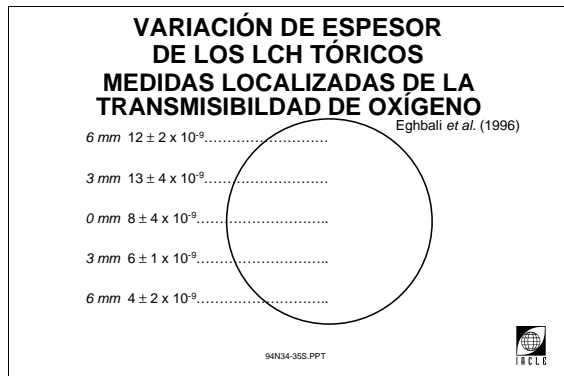 VARIACIÓN DE ESPESOR
DE LOS LCH TÓRICOS
MEDIDAS LOCALIZADAS DE LA
TRANSMISIBILDAD DE OXÍGENO
Eghbali et al. (1996)
6 mm 12 ± 2 x 10⁻⁹..............................
3 mm 13 ± 4 x 10⁻⁹..............................
0 mm 8 ± 4 x 10⁻⁹................................
3 mm 6 ± 1 x 10⁻⁹................................
6 mm 4 ± 2 x 10⁻⁹................................
94N34-35S.PPT
IACLE